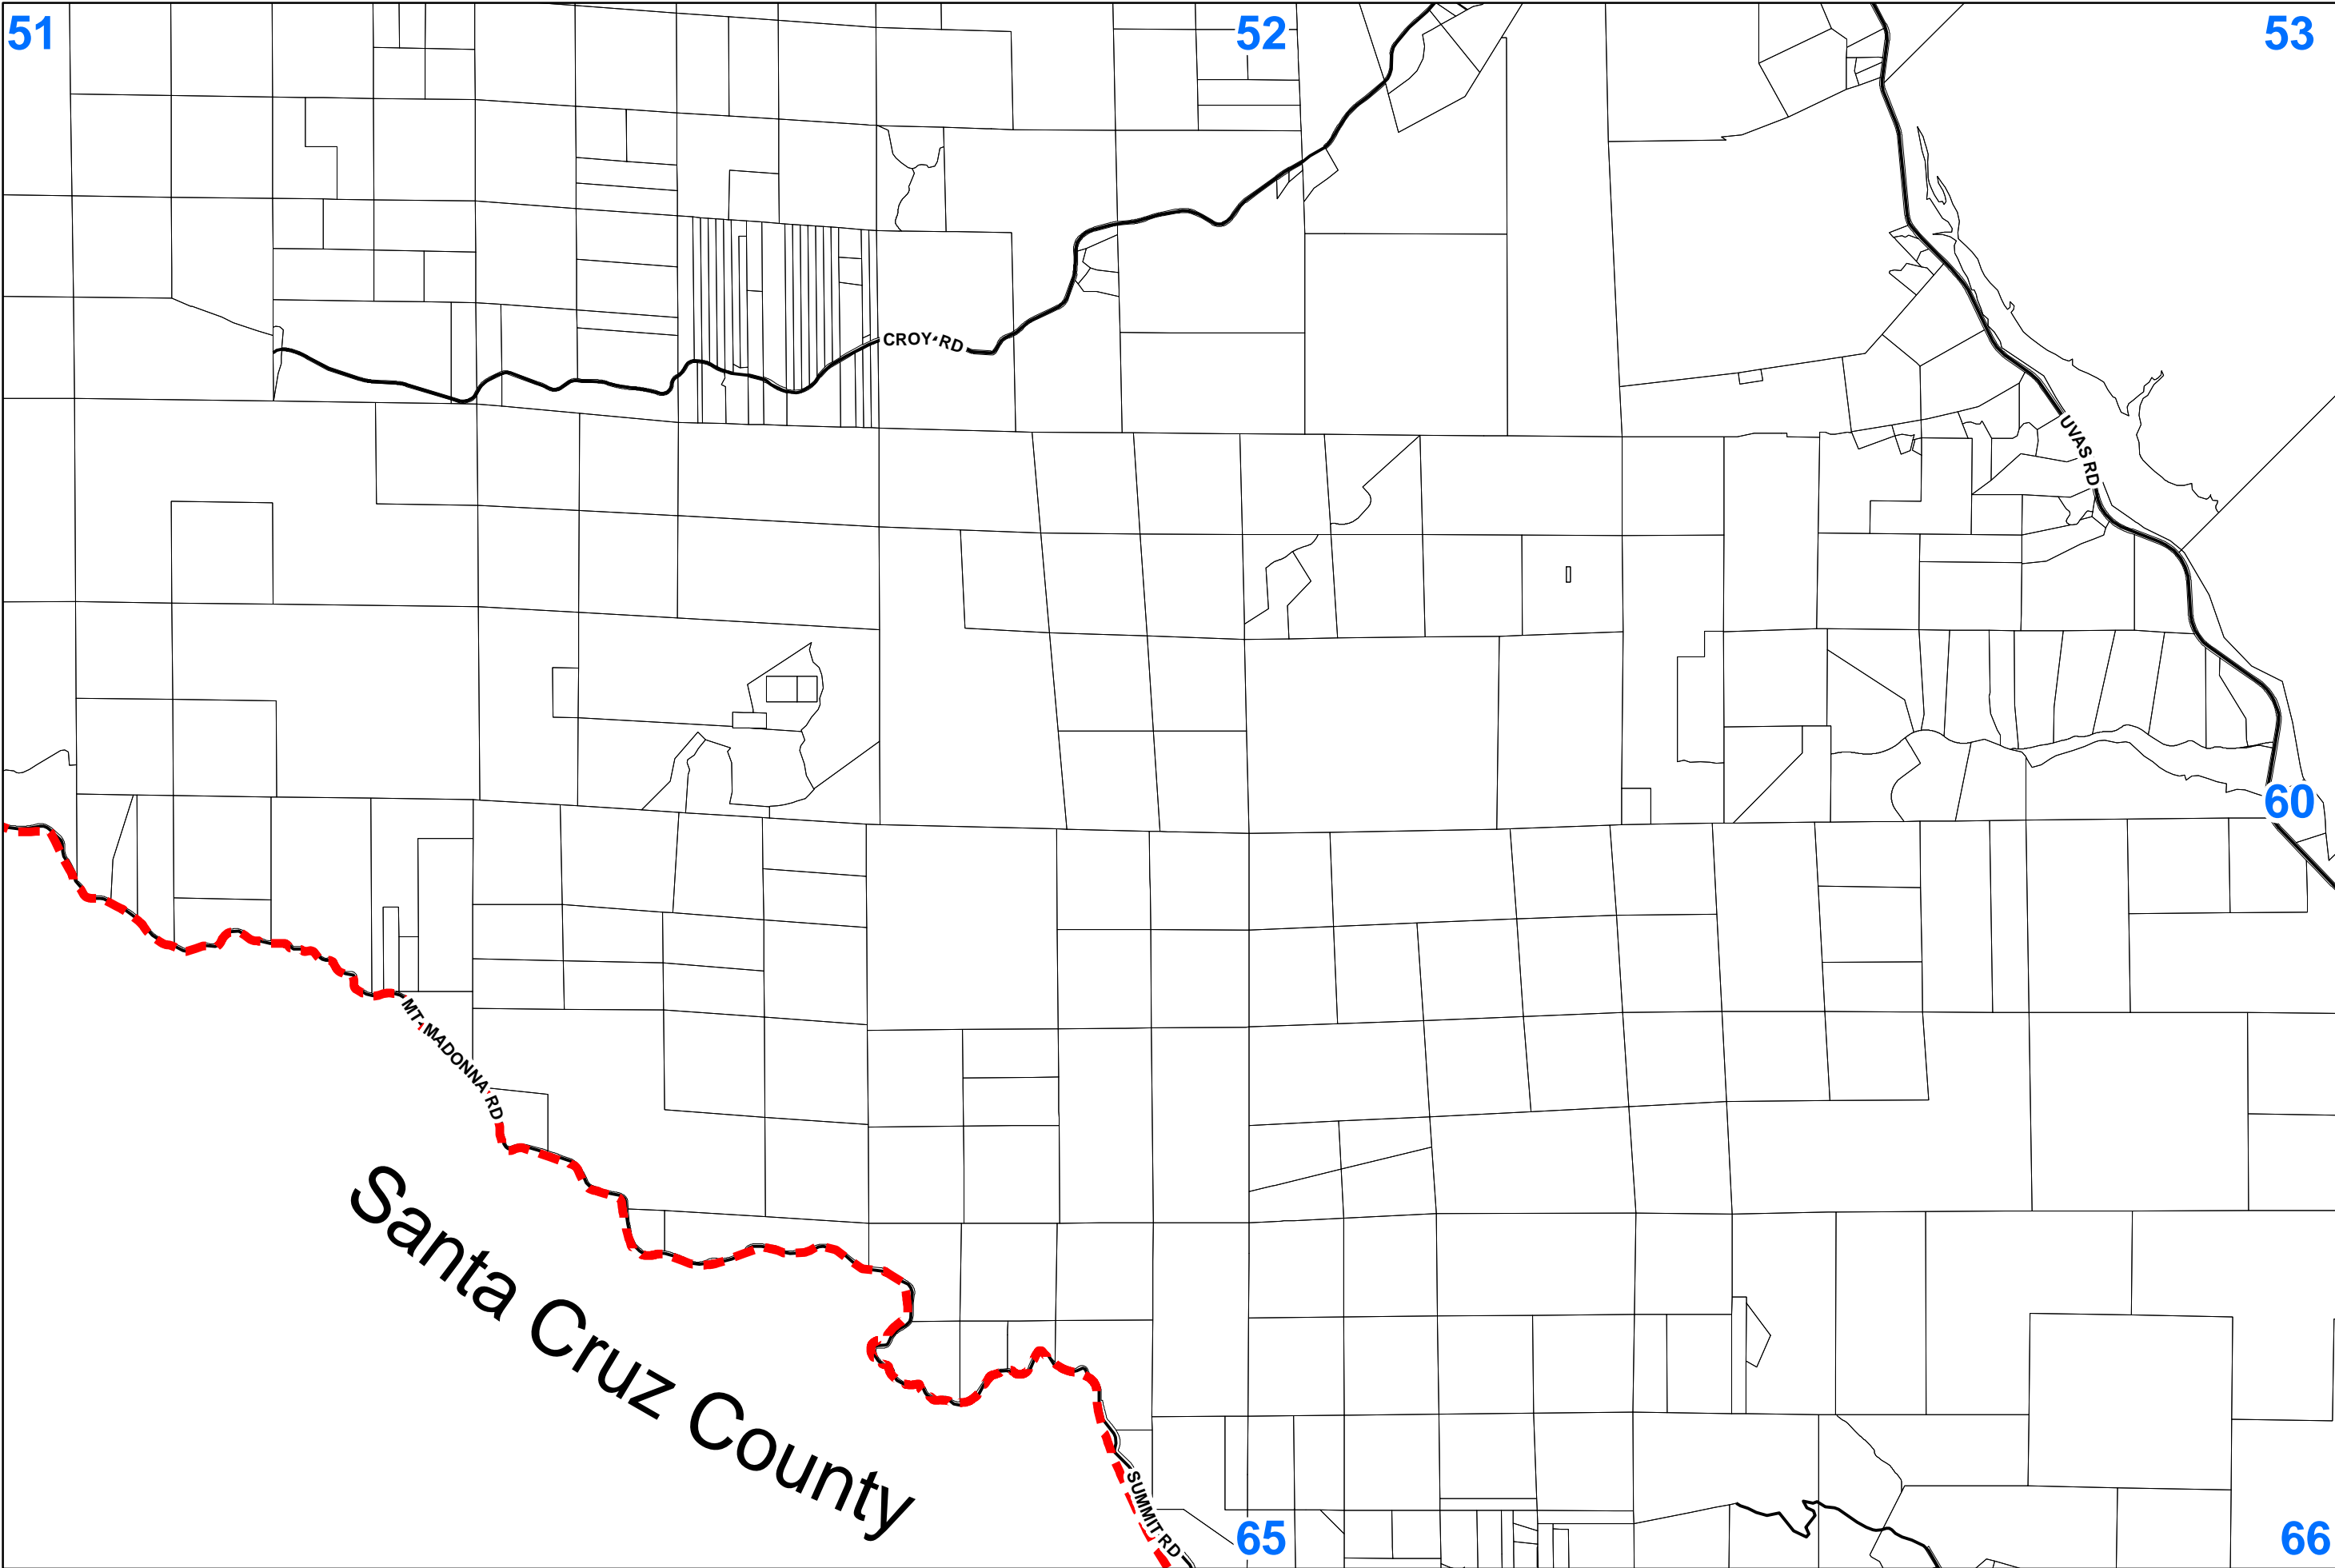 51
52
53
CROY RD
UVAS RD
60
MT MADONNA RD
Santa Cruz County
SUMMIT RD
65
66